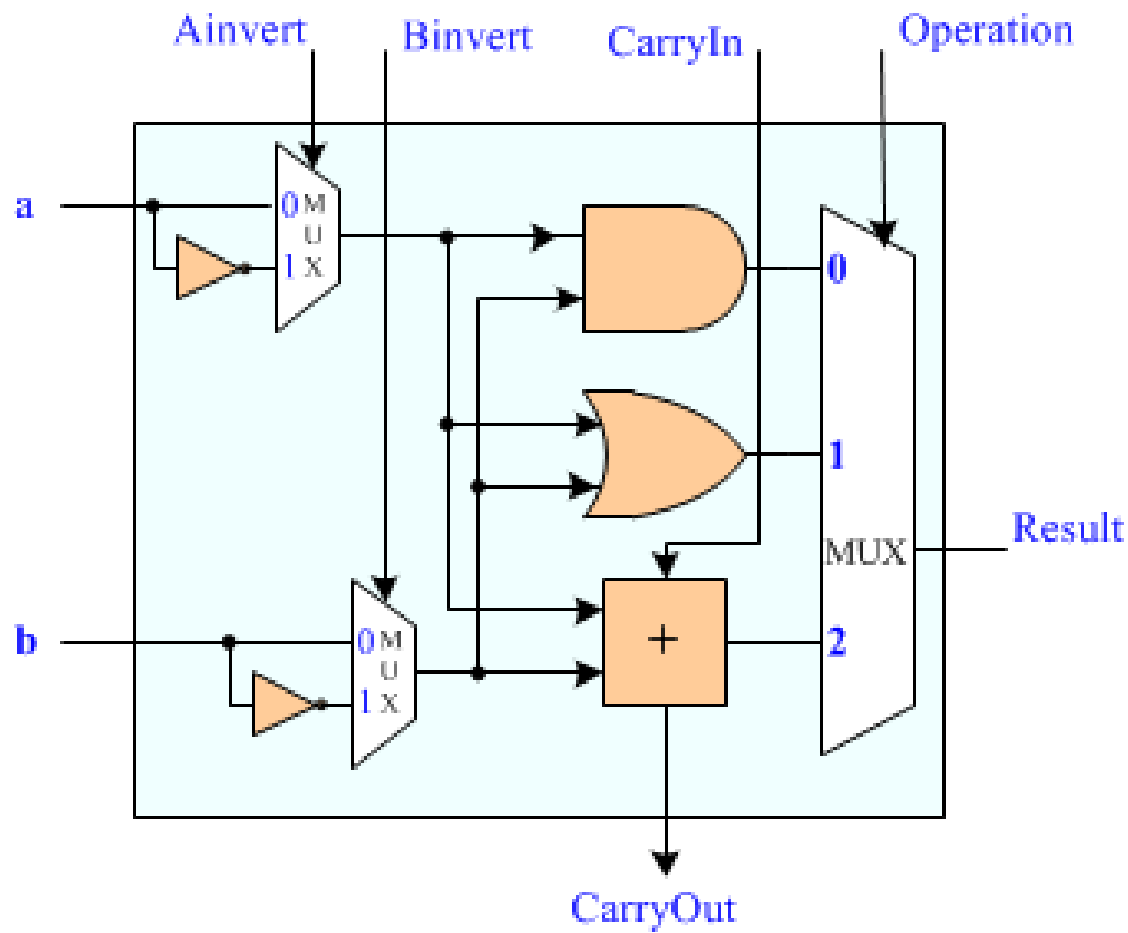 Ainvert
Binvert
CarryIn
Operation
a
0 M
U
1 X
0
1
MUX
Result
b
0 M
U
1 X
+
2
CarryOut